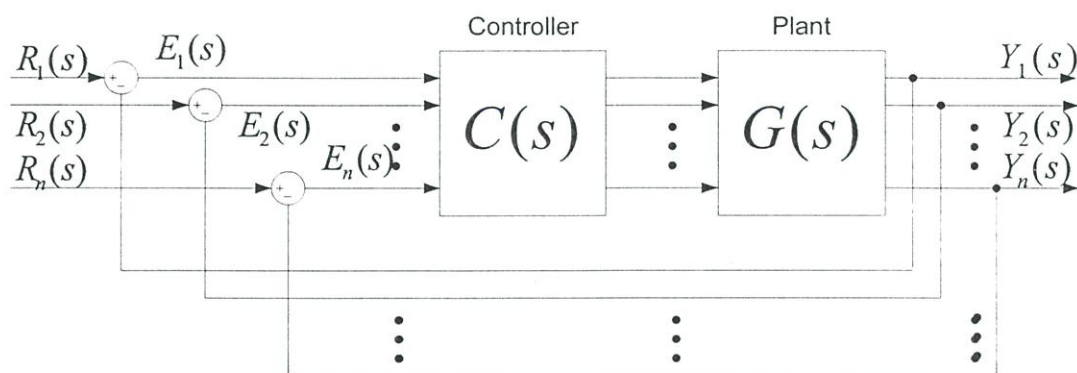 Controller
Plant
R₁(s)
E₁(s)
Y₁(s)
R₂(s)
E₂(s)
C(s)
G(s)
Y₂(s)
Rₙ(s)
Eₙ(s)
Yₙ(s)